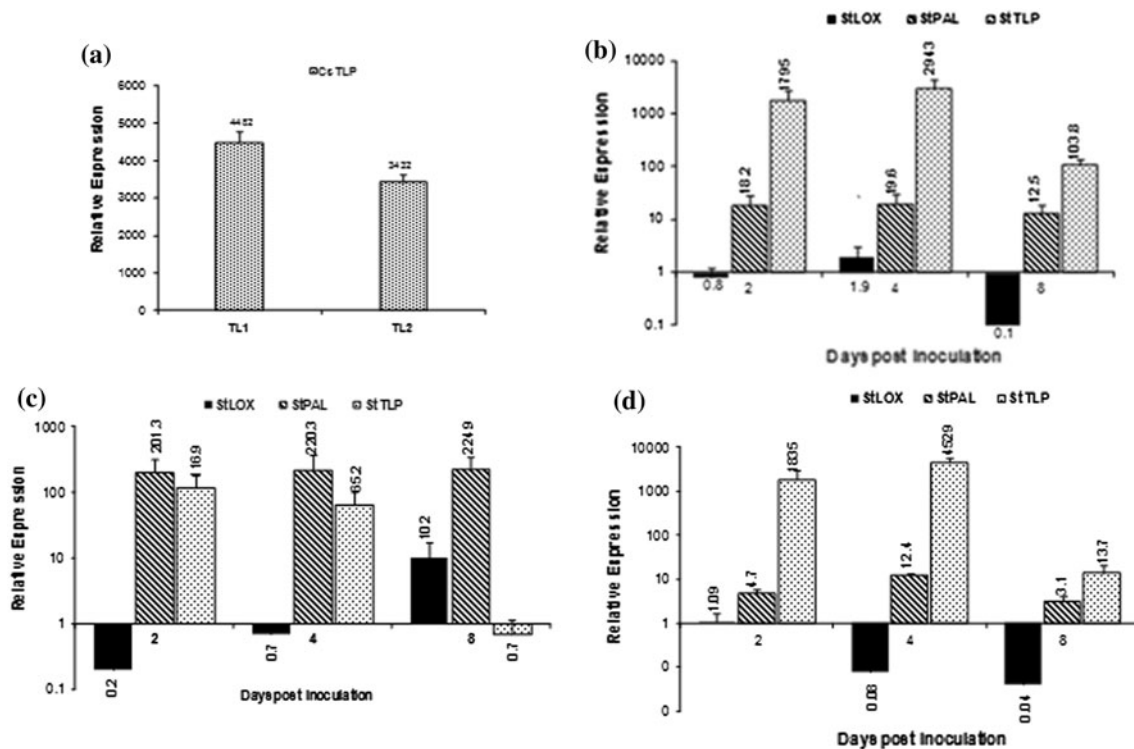 (a)
CsTLP
Relative Expression
6000
5000
4000
3000
2000
1000
0
4482
3422
TL1 TL2
(b)
StLOX StPAL StTLP
Relative Expression
10000
1000
100
10
1
0.1
0.8 18.2 1795
1.9 19.6 2943
0.1 12.5 103.8
2 4 8
Days post Inoculation
(c)
StLOX StPAL StTLP
Relative Expression
1000
100
10
1
0.1
0.2 201.3 116.9
0.7 220.3 65.2
10.2 224.9 0.7
2 4 8
Days post Inoculation
(d)
StLOX StPAL StTLP
Relative Expression
10000
1000
100
10
1
0
0
1.09 4.7 1835
0.08 12.4 4529
0.04 3.1 13.7
2 4 8
Days post Inoculation